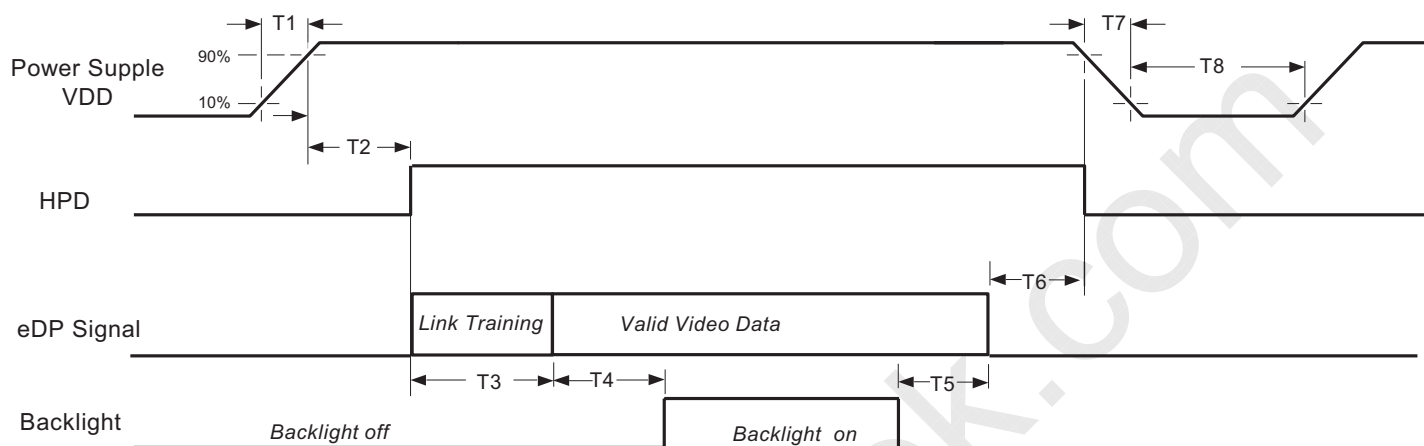 T1
T7
90%
T8
Power Supple
VDD
10%
T2
HPD
T6
eDP Signal
Link Training
Valid Video Data
T3
T4
T5
Backlight
Backlight off
Backlight on
k.com